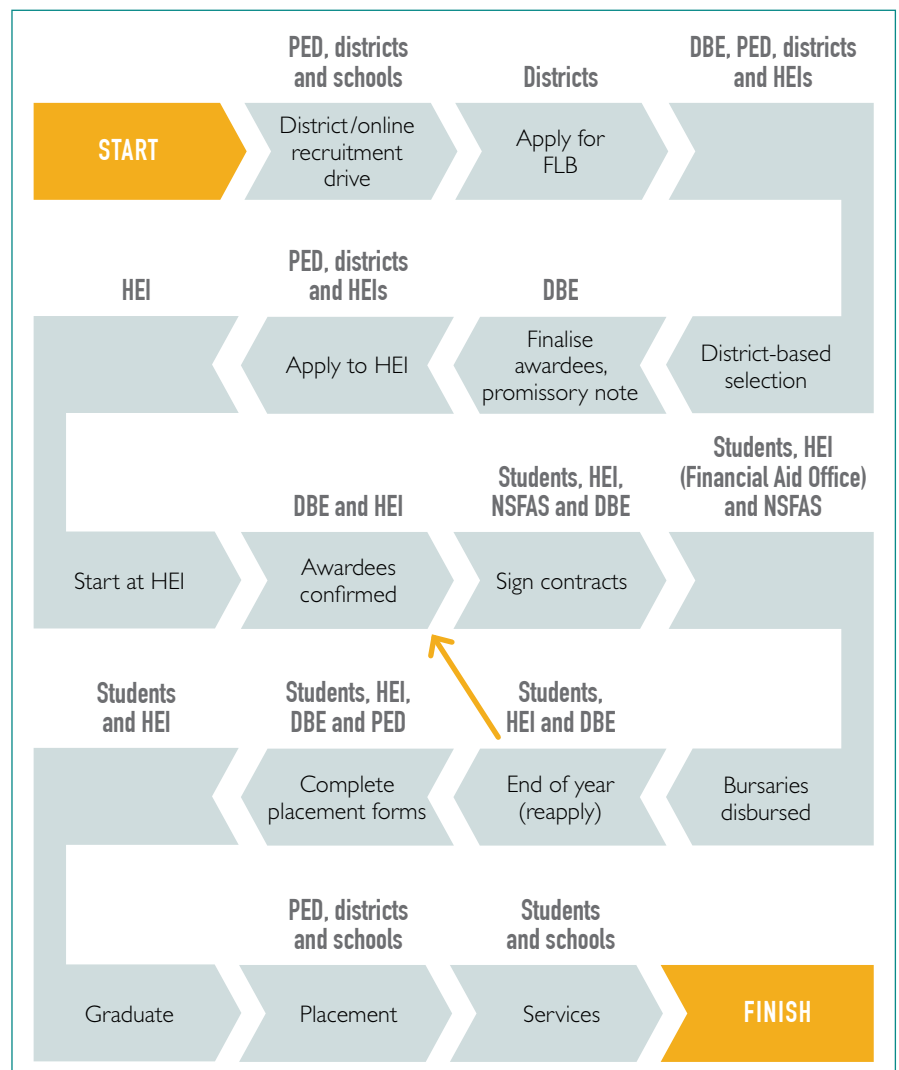 PED, districts
and schools
Districts
DBE, PED, districts
and HEIs
START
District/online
recruitment
drive
Apply for
FLB
HEI
PED, districts
and HEIs
DBE
Apply to HEI
Finalise
awardees,
promissory note
District-based
selection
DBE and HEI
Students, HEI,
NSFAS and DBE
Students, HEI
(Financial Aid Office)
and NSFAS
Start at HEI
Awardees
confirmed
Sign contracts
Students
and HEI
Students, HEI,
DBE and PED
Students,
HEI and DBE
Complete
placement forms
End of year
(reapply)
Bursaries
disbursed
PED, districts
and schools
Students
and schools
Graduate
Placement
Services
FINISH